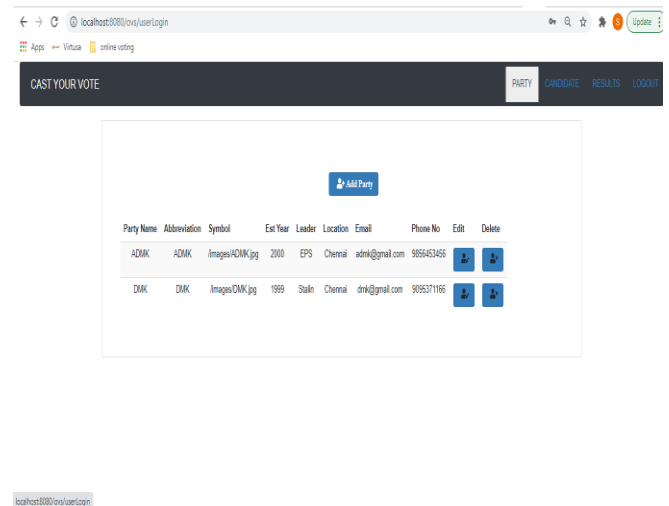 localhost:8080/ovs/userLogin
S
Update
Apps Virtusa online voting
CAST YOUR VOTE PARTY CANDIDATE RESULTS LOGOUT
Add Party
Party Name Abbreviation Symbol Est Year Leader Location Email Phone No Edit Delete
ADMK ADMK /images/ADMK.jpg 2000 EPS Chennai admk@gmail.com 9856453456
DMK DMK /images/DMK.jpg 1999 Stalin Chennai dmk@gmail.com 9095371166
localhost:8080/ovs/userLogin